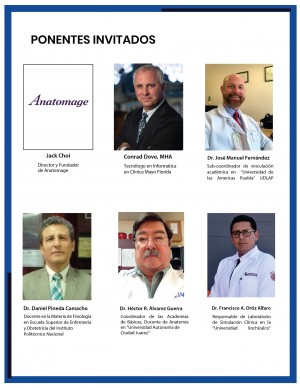 PONENTES INVITADOS
Anatomage
Jack Choi
Director y Fundador
de Anatomage
Conrad Dove, MHA
Tecnólogo en Informática
en Clínica Mayo Florida
Dr. José Manuel Fernández
Sub-coordinador de vinculación
académica en "Universidad de
las Americas Puebla" UDLAP
Dr. Daniel Pineda Camacho
Docente en la Materia de Fisiología
en Escuela Superior de Enfermería
y Obstetricia del Instituto
Politécnico Nacional
Dr. Héctor R. Álvarez Guerra
Coordinador de las Academias
de Básicas, Docente de Anatomía
en "Universidad Autonoma de
Ciudad Juarez"
Dr. Francisco A. Ortiz Alfaro
Responsable de Laboratorio
de Simulación Clínica en la
"Universidad Xochicalco"